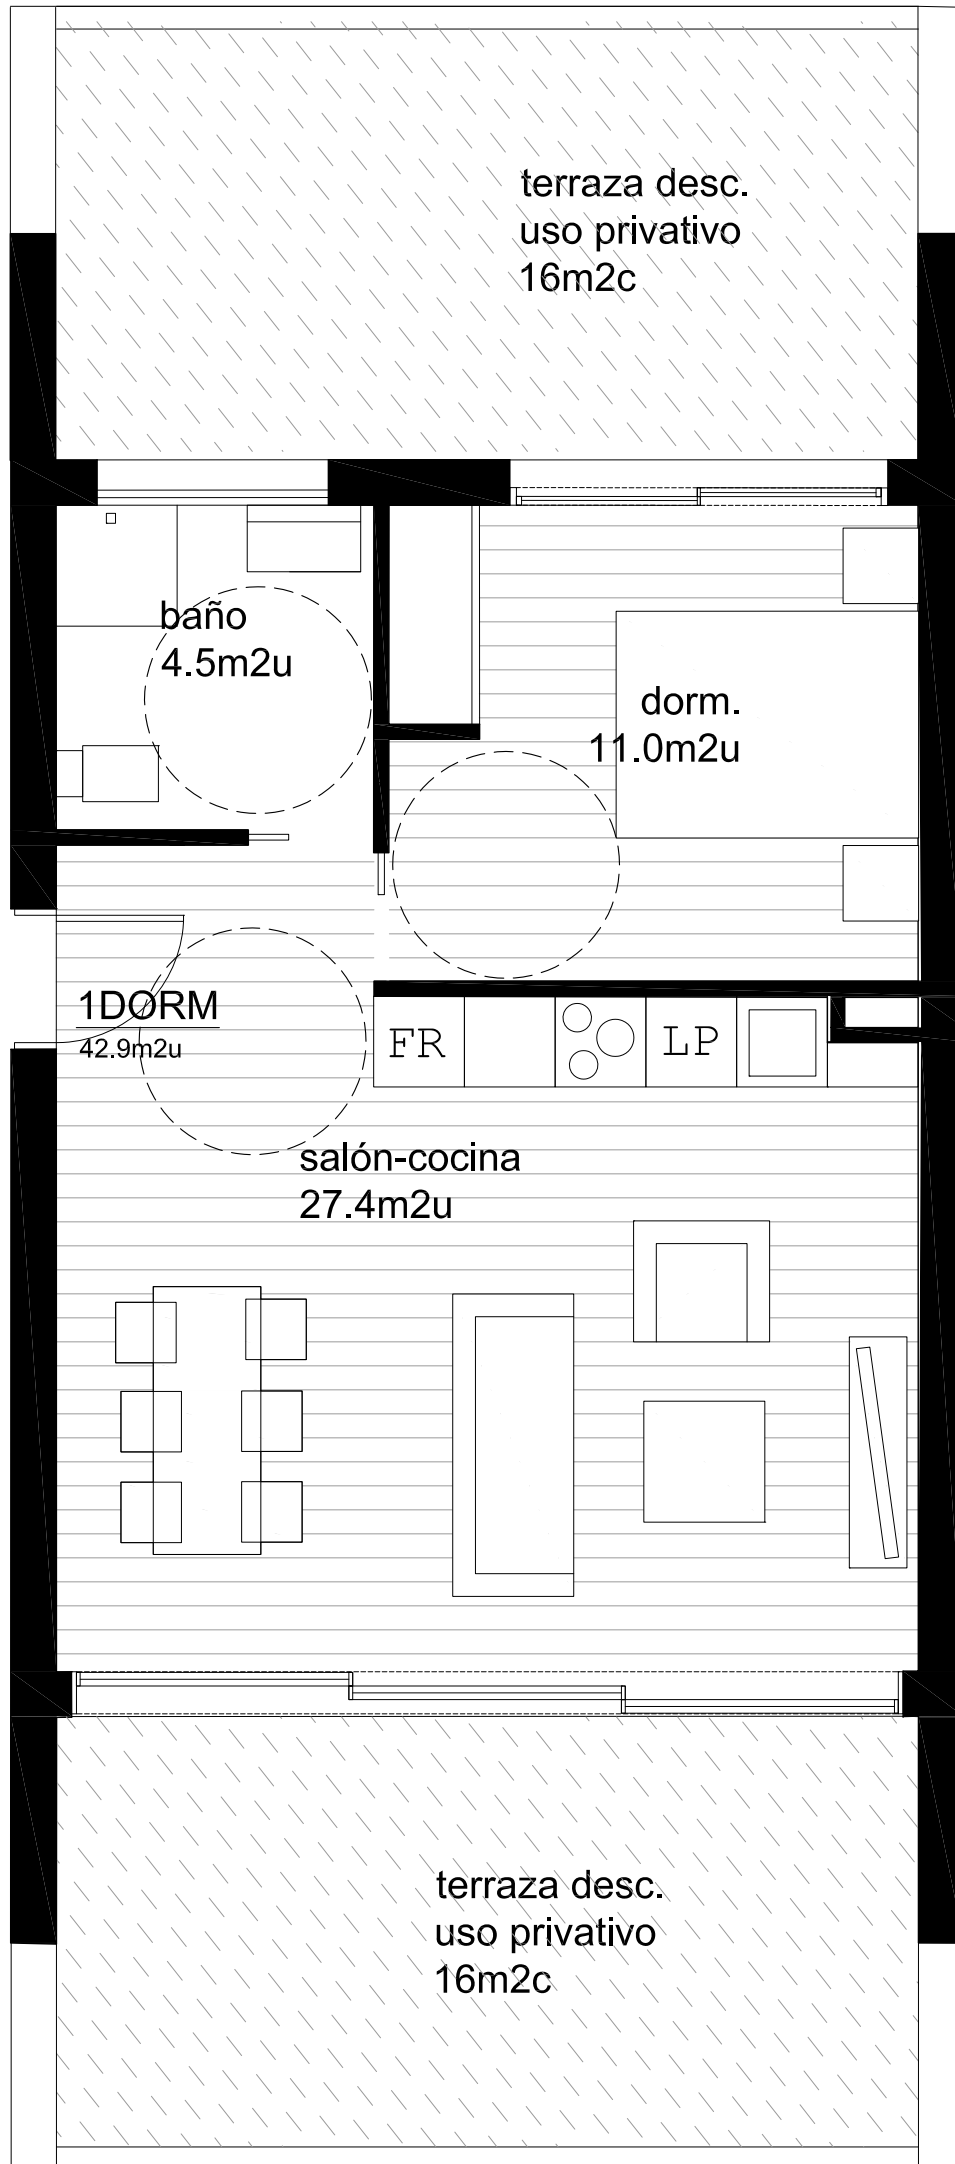 terraza desc.
uso privativo
16m2c
baño
4.5m2u
dorm.
11.0m2u
1DORM
42.9m2u
FR
LP
salón-cocina
27.4m2u
terraza desc.
uso privativo
16m2c